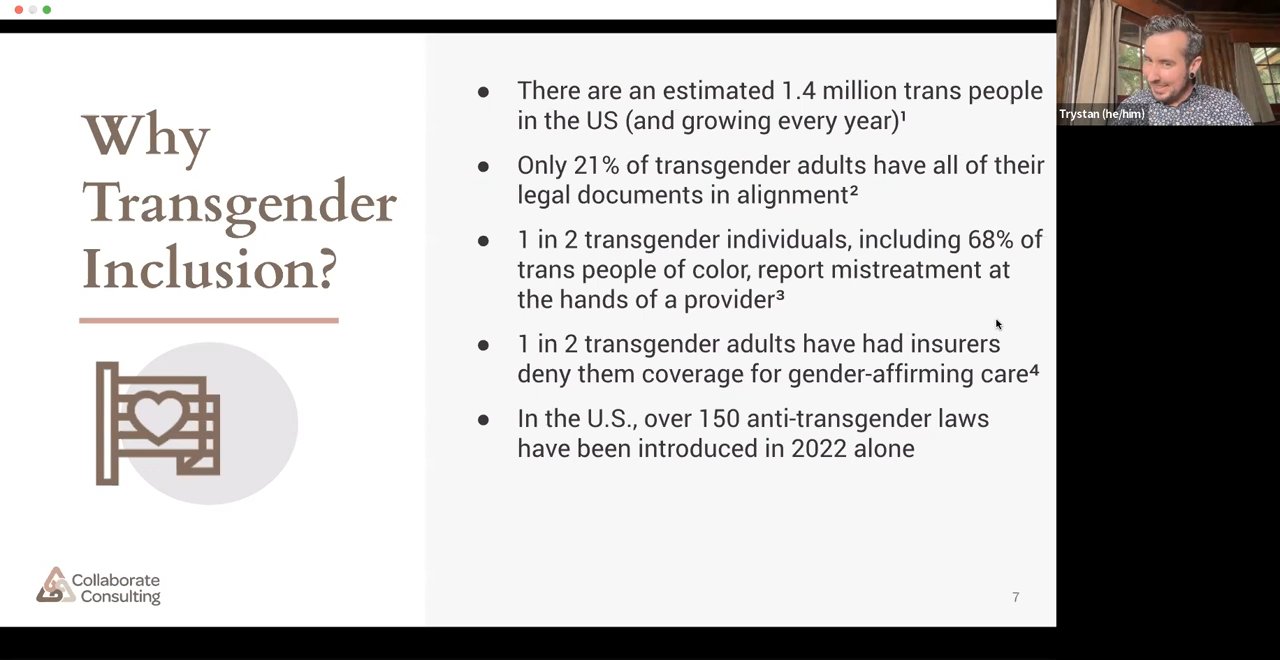 Why
Transgender
Inclusion?
● There are an estimated 1.4 million trans people
in the US (and growing every year)¹
● Only 21% of transgender adults have all of their
legal documents in alignment²
● 1 in 2 transgender individuals, including 68% of
trans people of color, report mistreatment at
the hands of a provider³
● 1 in 2 transgender adults have had insurers
deny them coverage for gender-affirming care⁴
● In the U.S., over 150 anti-transgender laws
have been introduced in 2022 alone
Collaborate
Consulting
7
Trystan (he/him)